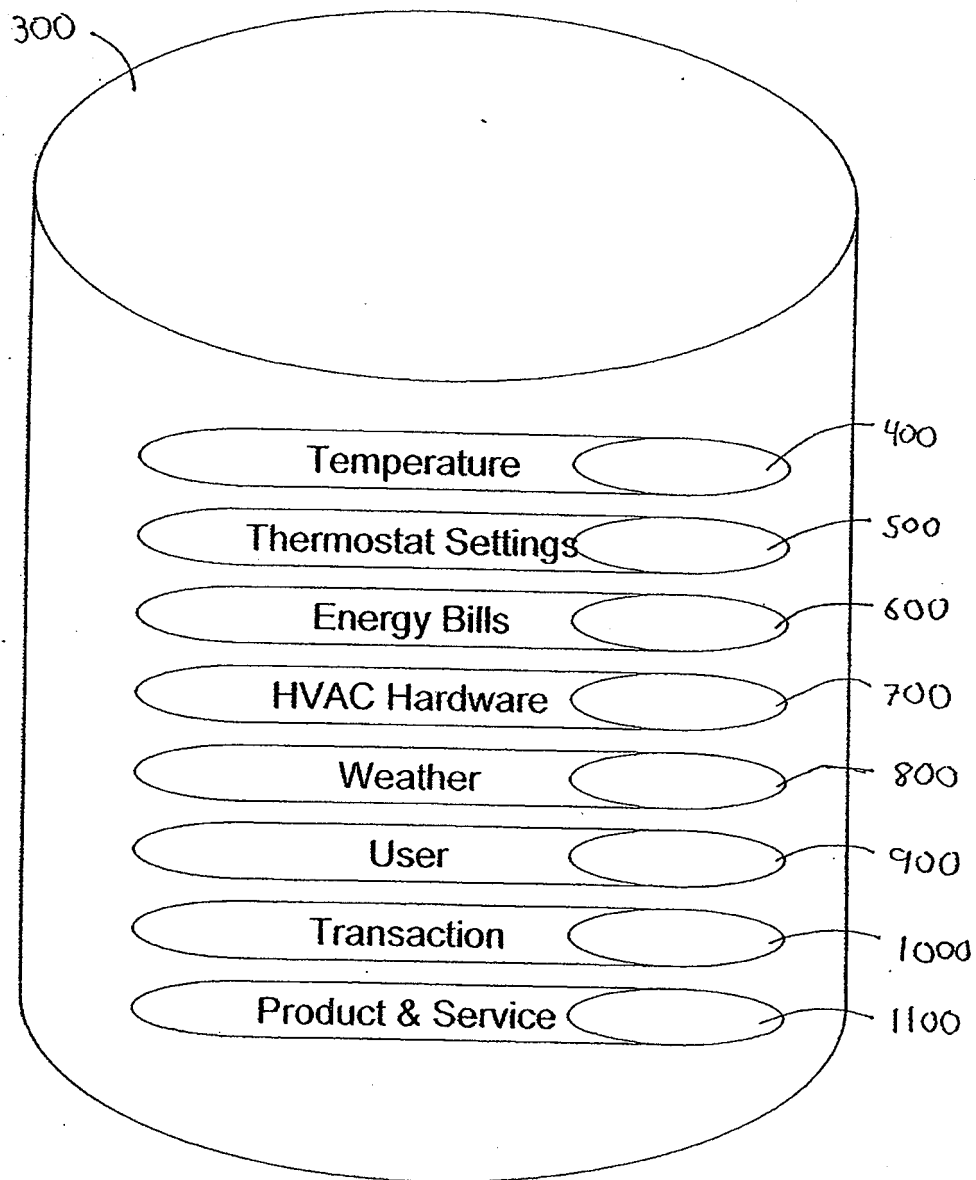 300
Temperature 400
Thermostat Settings 500
Energy Bills 600
HVAC Hardware 700
Weather 800
User 900
Transaction 1000
Product & Service 1100